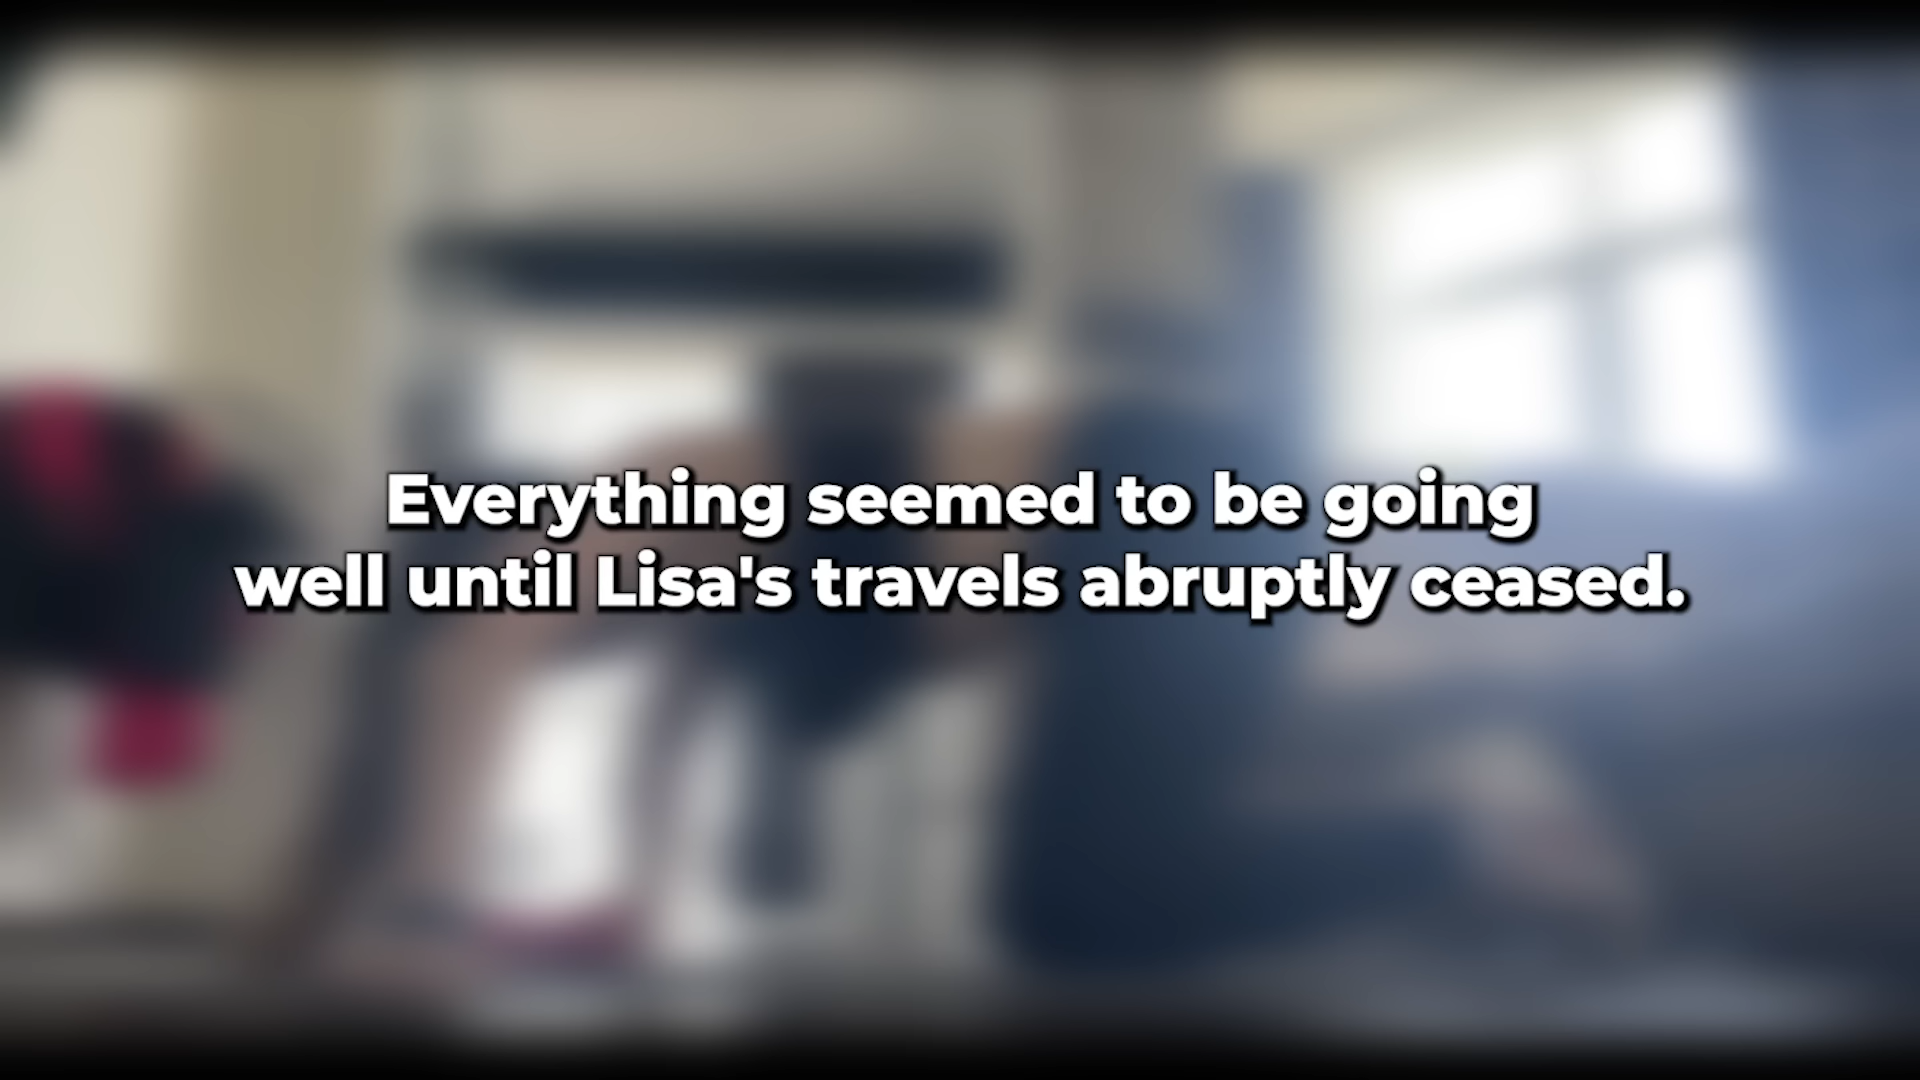 Everything seemed to be going
well until Lisa's travels abruptly ceased.